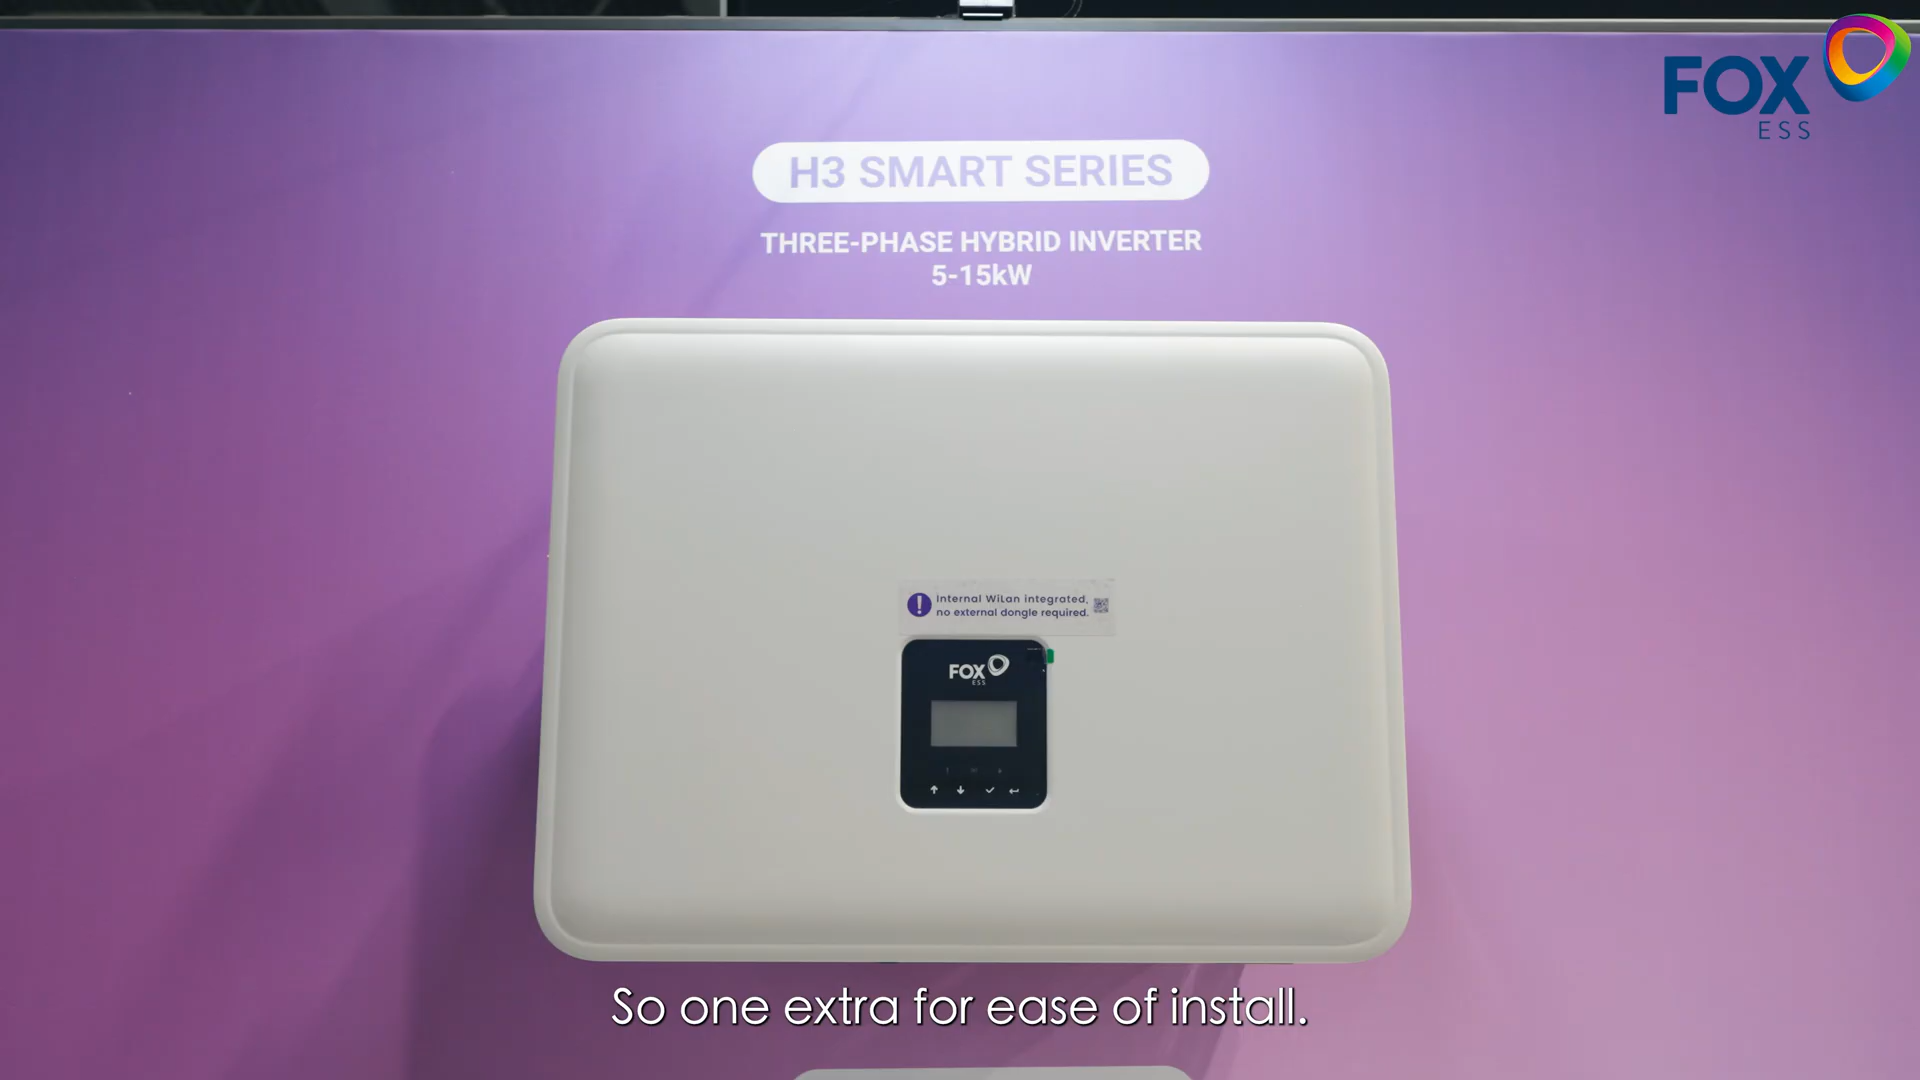 FOX
ESS
H3 SMART SERIES
THREE-PHASE HYBRID INVERTER
5-15kW
Internal WiLan integrated,
no external dongle required.
FOX
ESS
So one extra for ease of install.